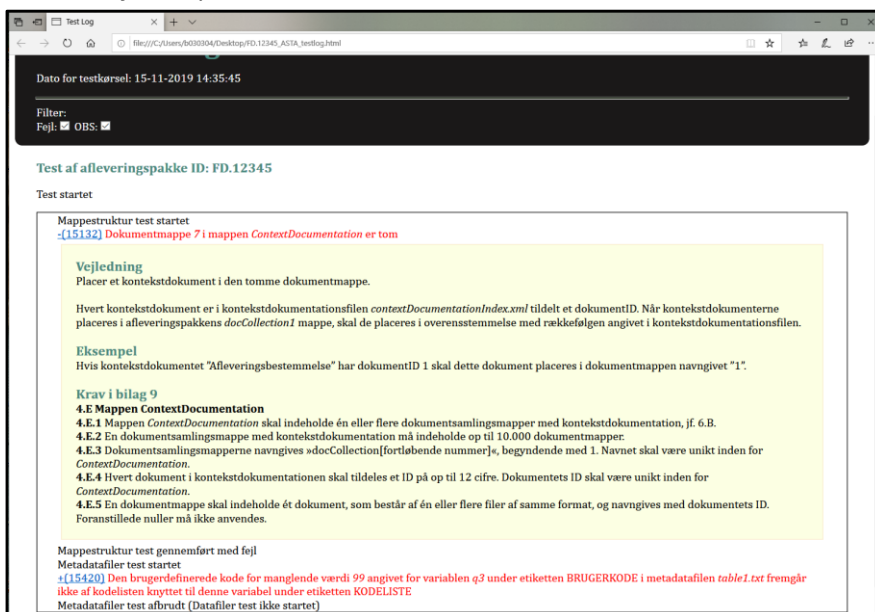 Test Log
file:///C:/Users/b030304/Desktop/FD.12345_ASTA_testlog.html
Dato for testkørsel: 15-11-2019 14:35:45
Filter:
Fejl: OBS:
Test af afleveringspakke ID: FD.12345
Test startet
Mappestruktur test startet
-(15132) Dokumentmappe 7 i mappen ContextDocumentation er tom
Vejledning
Placer et kontekstdokument i den tomme dokumentmappe.
Hvert kontekstdokument er i kontekstdokumentationsfilen contextDocumentationIndex.xml tildelt et dokumentID. Når kontekstdokumenterne
placeres i afleveringspakkens docCollection1 mappe, skal de placeres i overensstemmelse med rækkefølgen angivet i kontekstdokumentationsfilen.
Eksempel
Hvis kontekstdokumentet "Afleveringsbestemmelse" har dokumentID 1 skal dette dokument placeres i dokumentmappen navngivet "1".
Krav i bilag 9
4.E Mappen ContextDocumentation
4.E.1 Mappen ContextDocumentation skal indeholde én eller flere dokumentsamlingsmapper med kontekstdokumentation, jf. 6.B.
4.E.2 En dokumentsamlingsmappe med kontekstdokumentation må indeholde op til 10.000 dokumentmapper.
4.E.3 Dokumentsamlingsmapperne navngives »docCollection[fortløbende nummer]«, begyndende med 1. Navnet skal være unikt inden for
ContextDocumentation.
4.E.4 Hvert dokument i kontekstdokumentationen skal tildeles et ID på op til 12 cifre. Dokumentets ID skal være unikt inden for
ContextDocumentation.
4.E.5 En dokumentmappe skal indeholde ét dokument, som består af én eller flere filer af samme format, og navngives med dokumentets ID.
Foranstillede nuller må ikke anvendes.
Mappestruktur test gennemført med fejl
Metadatafiler test startet
+(15420) Den brugerdefinerede kode for manglende værdi 99 angivet for variablen q3 under etiketten BRUGERKODE i metadatafilen table1.txt fremgår
ikke af kodelisten knyttet til denne variabel under etiketten KODELISTE
Metadatafiler test afbrudt (Datafiler test ikke startet)